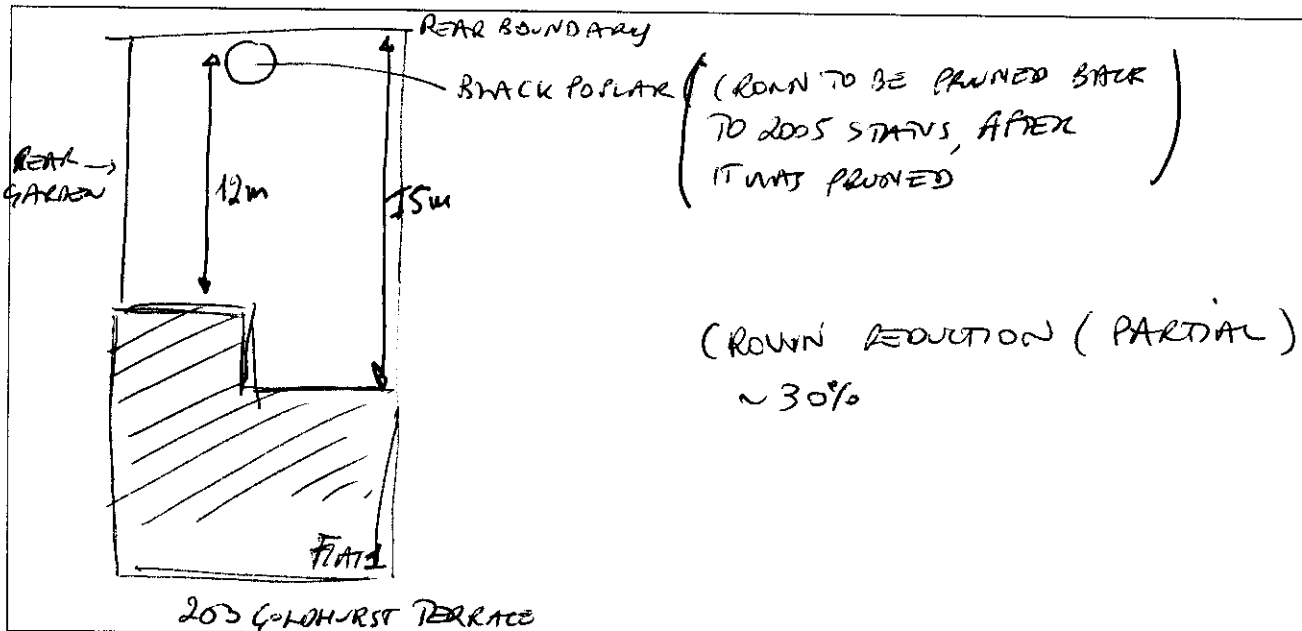 REAR BOUNDARY
BLACK POPLAR (CROWN TO BE PRUNED BACK
TO 2005 STATUS, AFTER
IT WAS PRUNED)
REAR →
GARDEN
12m
15m
CROWN REDUCTION (PARTIAL)
~ 30%
FLAT 1
203 GOLDHURST TERRACE